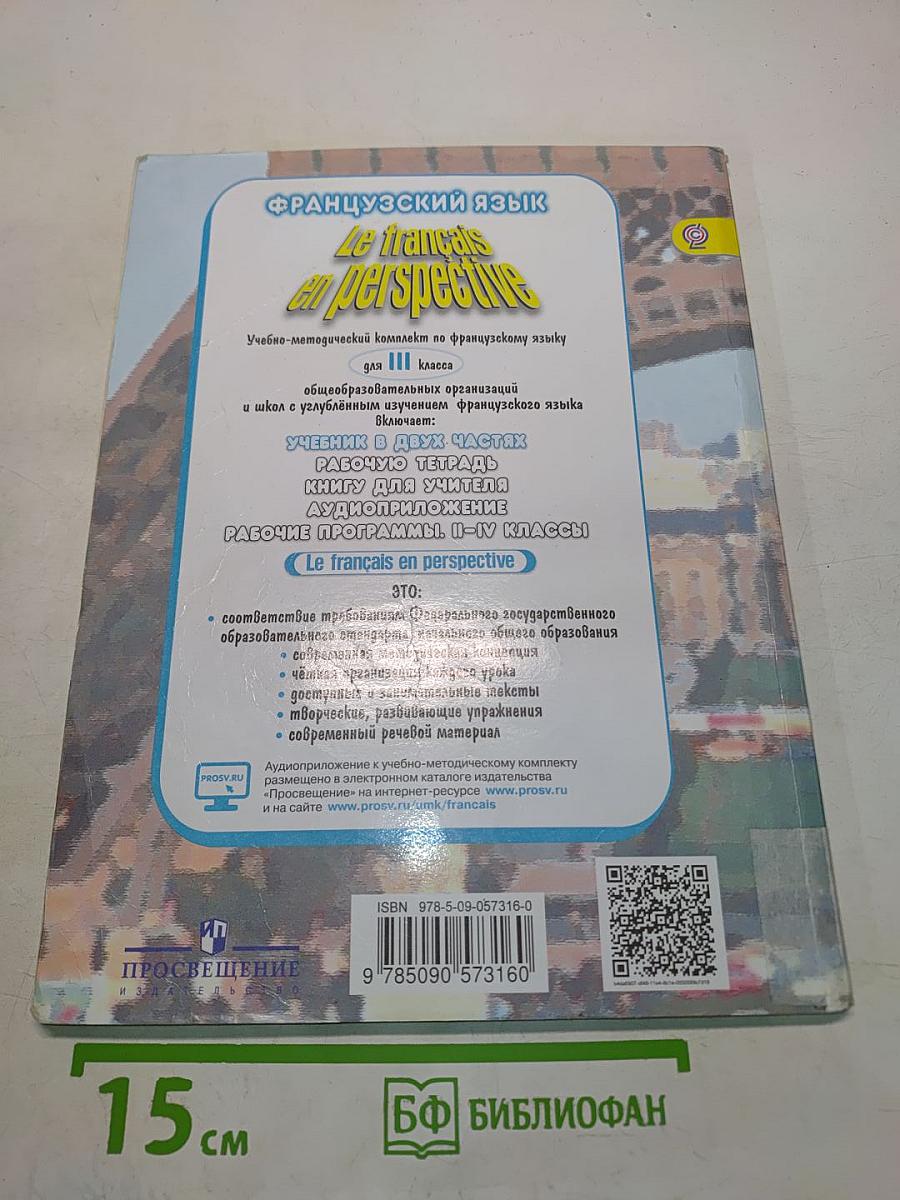 ФРАНЦУЗСКИЙ ЯЗЫК
Le français
en perspective
Учебно-методический комплект по французскому языку
для III класса
общеобразовательных организаций
и школ с углублённым изучением французского языка
включает:
УЧЕБНИК В ДВУХ ЧАСТЯХ
РАБОЧУЮ ТЕТРАДЬ
КНИГУ ДЛЯ УЧИТЕЛЯ
АУДИОПРИЛОЖЕНИЕ
РАБОЧИЕ ПРОГРАММЫ. II–IV КЛАССЫ
Le français en perspective
ЭТО:
• соответствие требованиям Федерального государственного
образовательного стандарта начального общего образования
• современная методическая концепция
• чёткая организация каждого урока
• доступные и занимательные тексты
• творческие, развивающие упражнения
• современный речевой материал
PROSV.RU
Аудиоприложение к учебно-методическому комплекту
размещено в электронном каталоге издательства
«Просвещение» на интернет-ресурсе www.prosv.ru
и на сайте www.prosv.ru/umk/francais
ISBN 978-5-09-057316-0
9 785090 573160
ПРОСВЕЩЕНИЕ
ИЗДАТЕЛЬСТВО
15 см
БФ БИБЛИОФАН